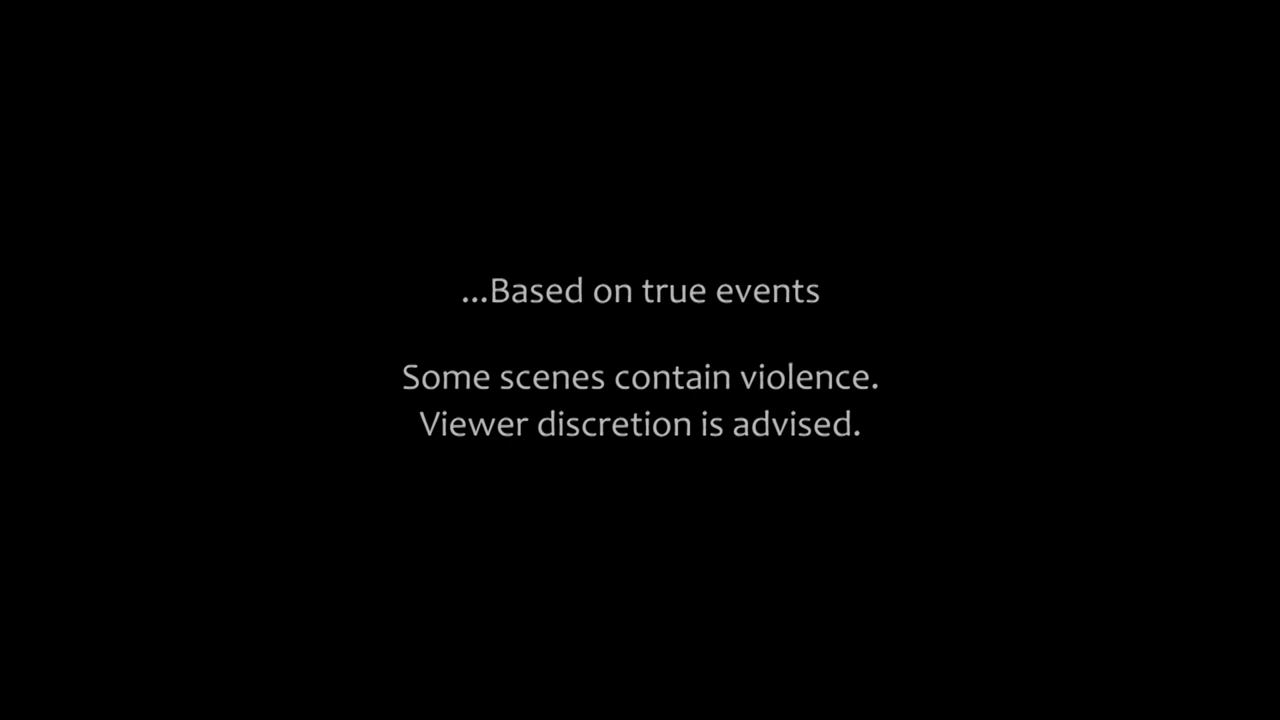 ...Based on true events
Some scenes contain violence.
Viewer discretion is advised.